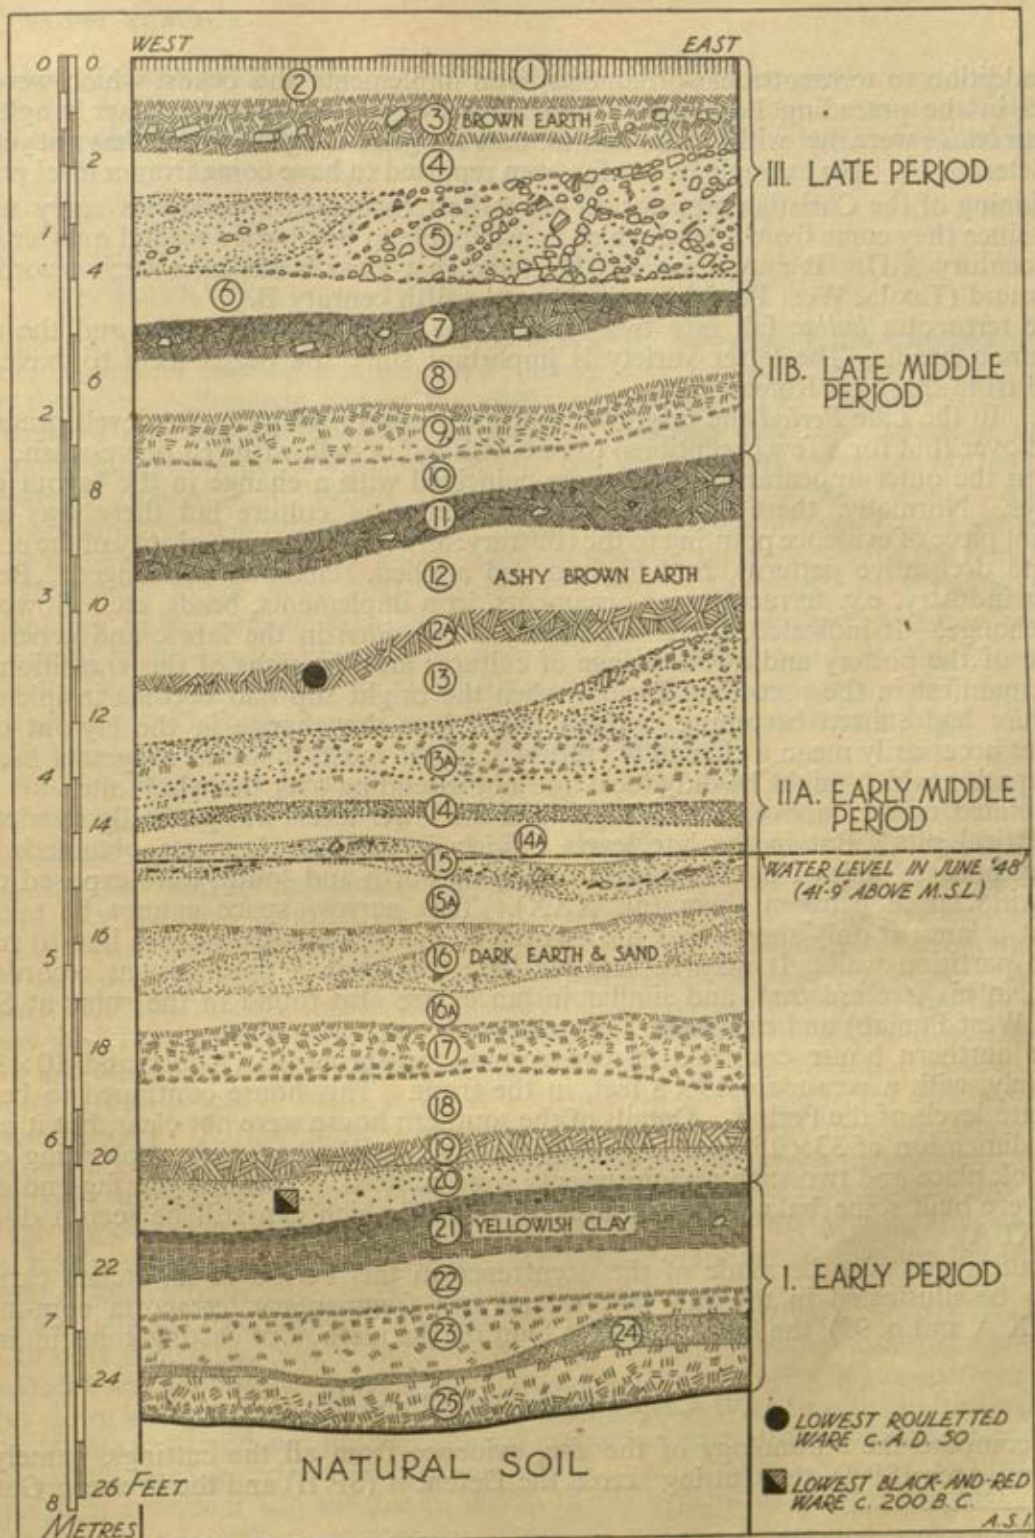 WEST EAST
0 0
1
2
3 BROWN EARTH
2
4
III. LATE PERIOD
1
5
4
6
7
8
IIB. LATE MIDDLE
PERIOD
6
2
9
10
8
11
12 ASHY BROWN EARTH
3 10
12A
13
12
13A
4
14
IIA. EARLY MIDDLE
PERIOD
14
14A
15
WATER LEVEL IN JUNE '48'
(41'-9" ABOVE M.S.L.)
15A
16
5
16 DARK EARTH & SAND
16A
17
18
18
6
19
20
20
21 YELLOWISH CLAY
22
22
I. EARLY PERIOD
7
23
24
24
25
LOWEST ROULETTED
WARE C. A.D. 50
NATURAL SOIL
LOWEST BLACK-AND-RED
WARE C. 200 B.C.
8 26 FEET
METRES